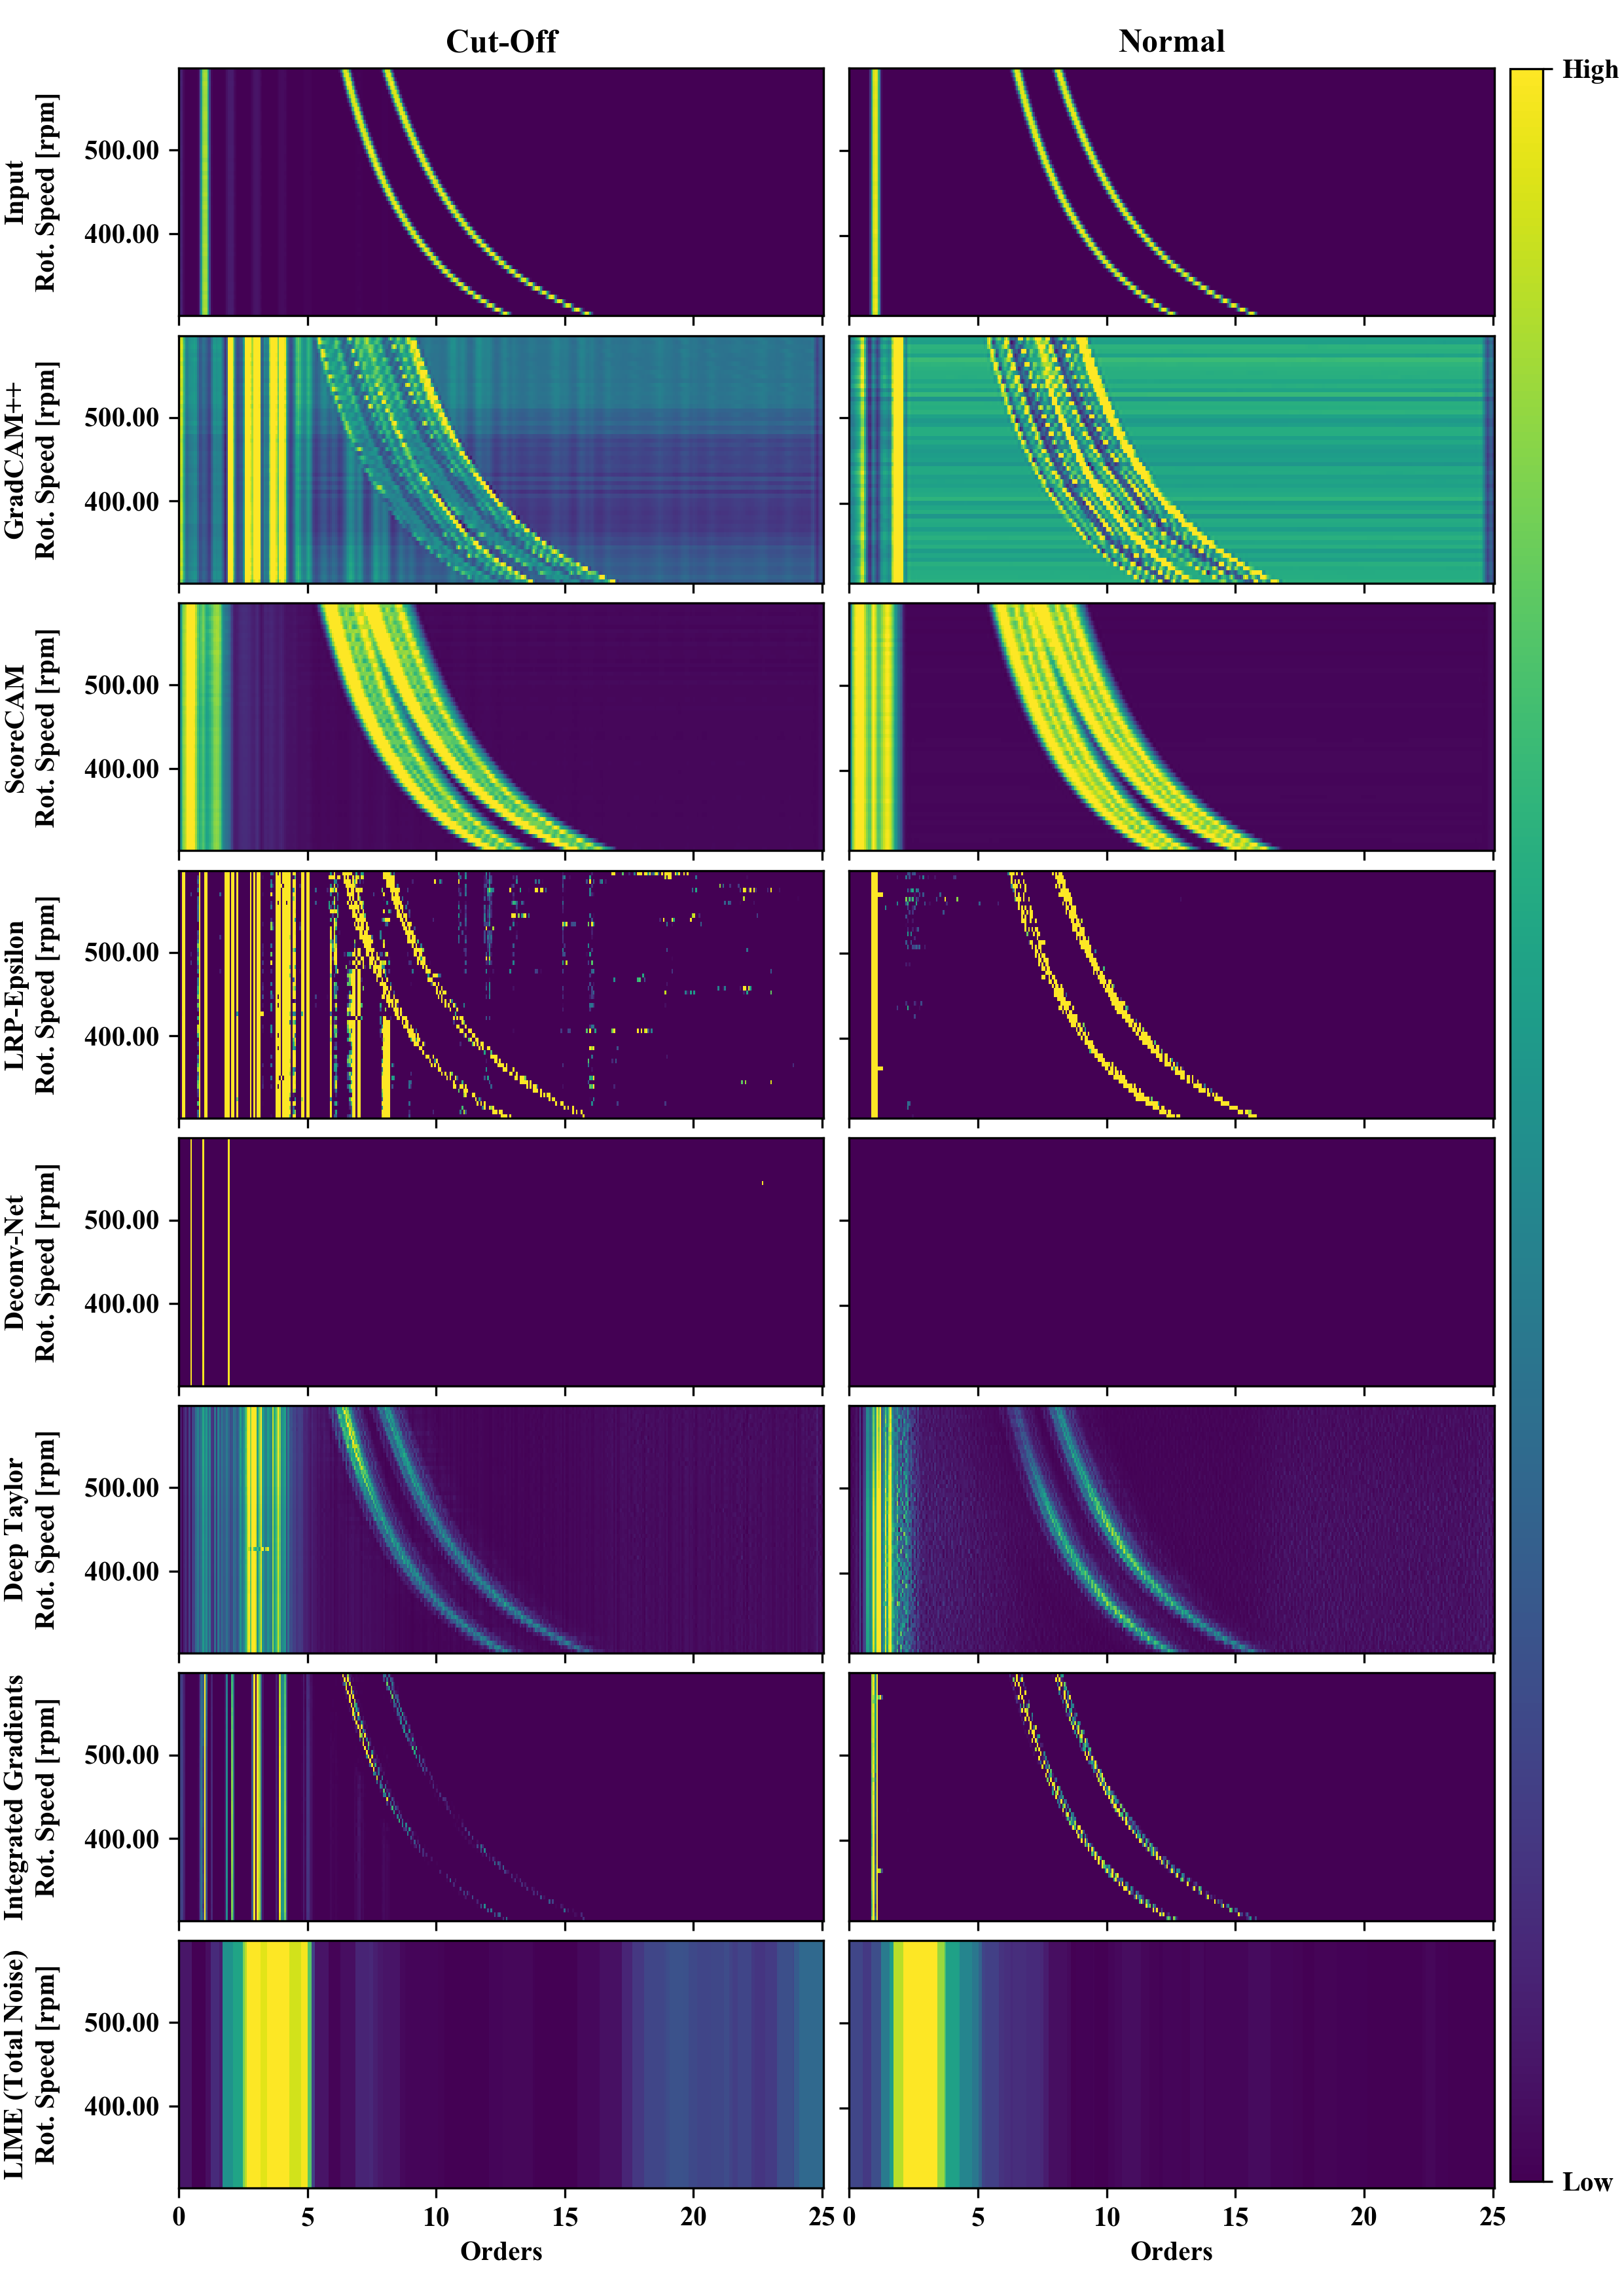 Cut-Off
Normal
High
Input
Rot. Speed [rpm]
500.00
400.00
GradCAM++
Rot. Speed [rpm]
500.00
400.00
ScoreCAM
Rot. Speed [rpm]
500.00
400.00
LRP-Epsilon
Rot. Speed [rpm]
500.00
400.00
Deconv-Net
Rot. Speed [rpm]
500.00
400.00
Deep Taylor
Rot. Speed [rpm]
500.00
400.00
Integrated Gradients
Rot. Speed [rpm]
500.00
400.00
LIME (Total Noise)
Rot. Speed [rpm]
500.00
400.00
Low
0 5 10 15 20 25 0 5 10 15 20 25
Orders
Orders